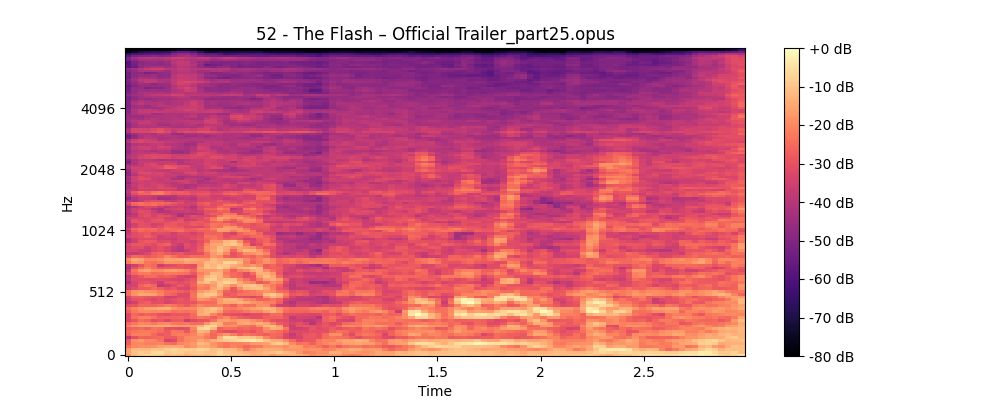 52 - The Flash – Official Trailer_part25.opus
+0 dB
-10 dB
-20 dB
-30 dB
-40 dB
-50 dB
-60 dB
-70 dB
-80 dB
Hz
4096
2048
1024
512
0
0 0.5 1 1.5 2 2.5
Time